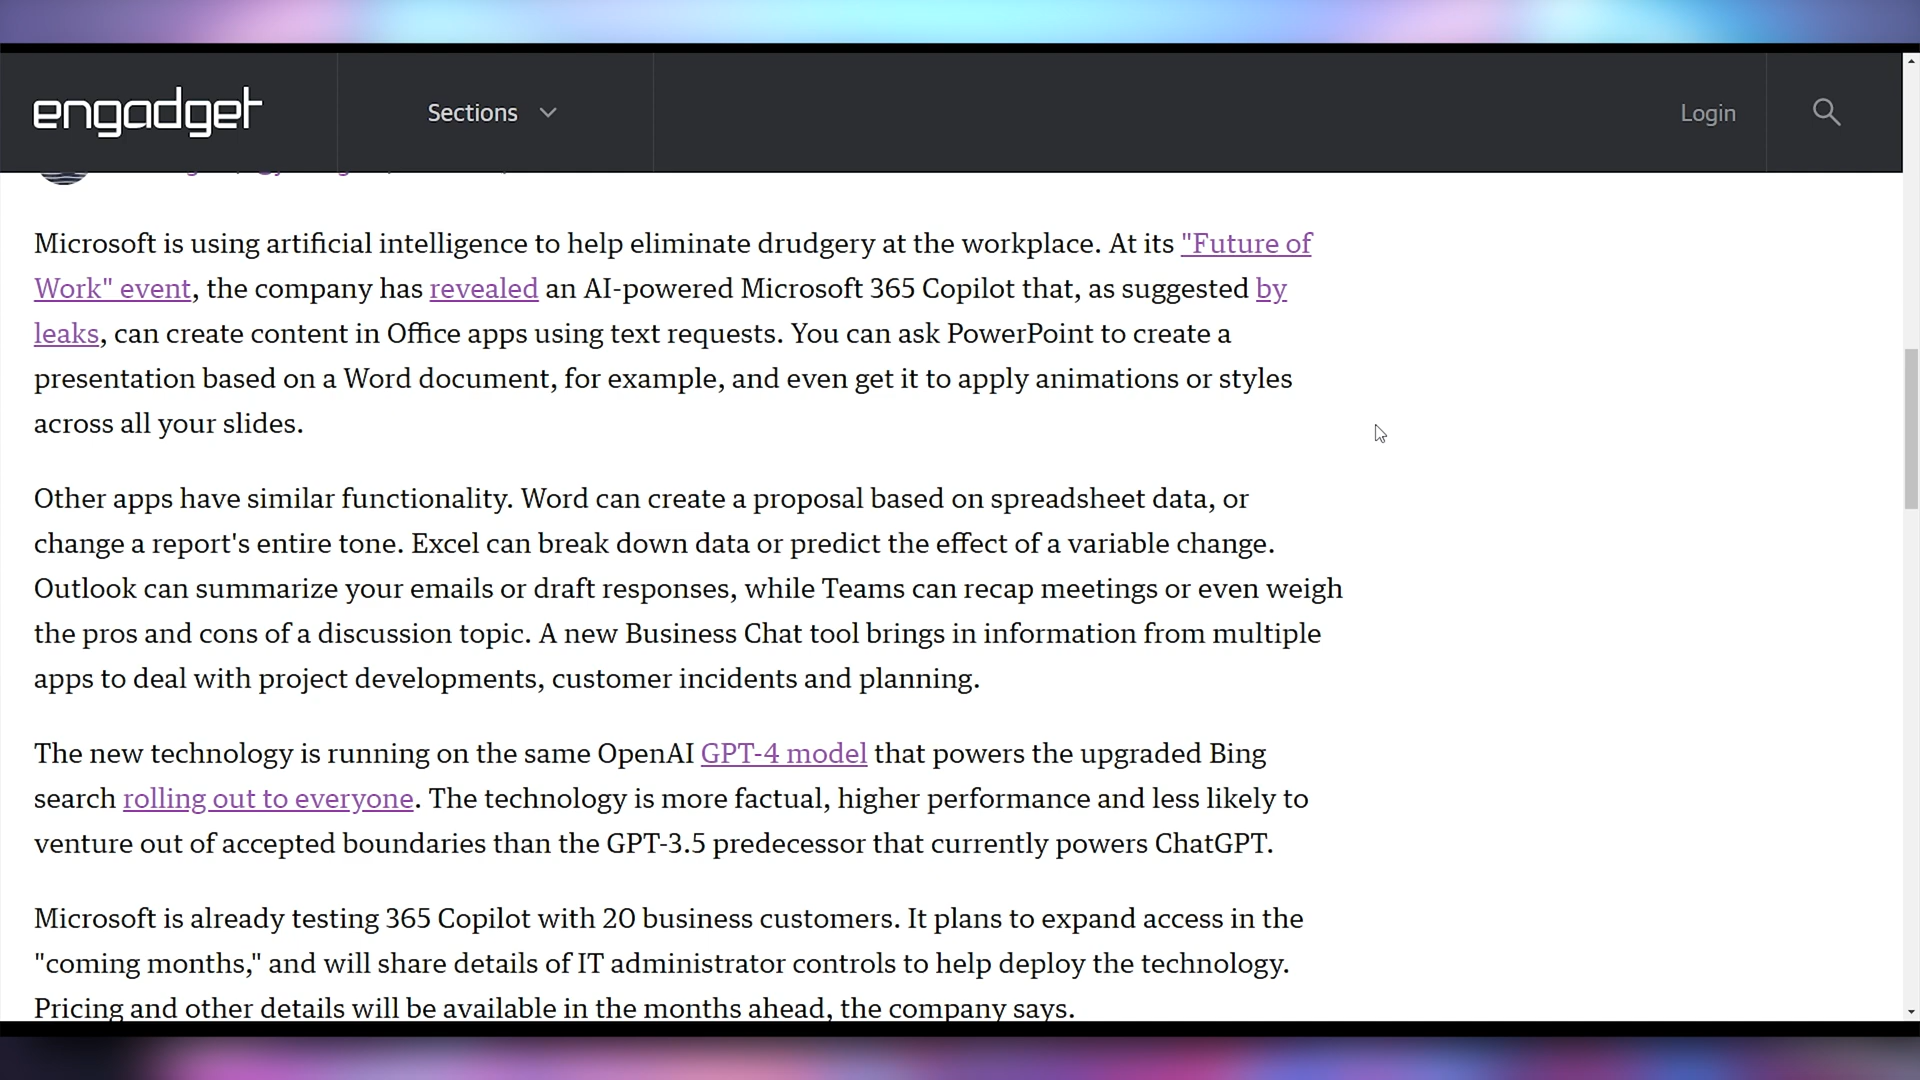 engadget
Sections
Login
Microsoft is using artificial intelligence to help eliminate drudgery at the workplace. At its "Future of
Work" event, the company has revealed an AI-powered Microsoft 365 Copilot that, as suggested by
leaks, can create content in Office apps using text requests. You can ask PowerPoint to create a
presentation based on a Word document, for example, and even get it to apply animations or styles
across all your slides.
Other apps have similar functionality. Word can create a proposal based on spreadsheet data, or
change a report's entire tone. Excel can break down data or predict the effect of a variable change.
Outlook can summarize your emails or draft responses, while Teams can recap meetings or even weigh
the pros and cons of a discussion topic. A new Business Chat tool brings in information from multiple
apps to deal with project developments, customer incidents and planning.
The new technology is running on the same OpenAI GPT-4 model that powers the upgraded Bing
search rolling out to everyone. The technology is more factual, higher performance and less likely to
venture out of accepted boundaries than the GPT-3.5 predecessor that currently powers ChatGPT.
Microsoft is already testing 365 Copilot with 20 business customers. It plans to expand access in the
"coming months," and will share details of IT administrator controls to help deploy the technology.
Pricing and other details will be available in the months ahead, the company says.